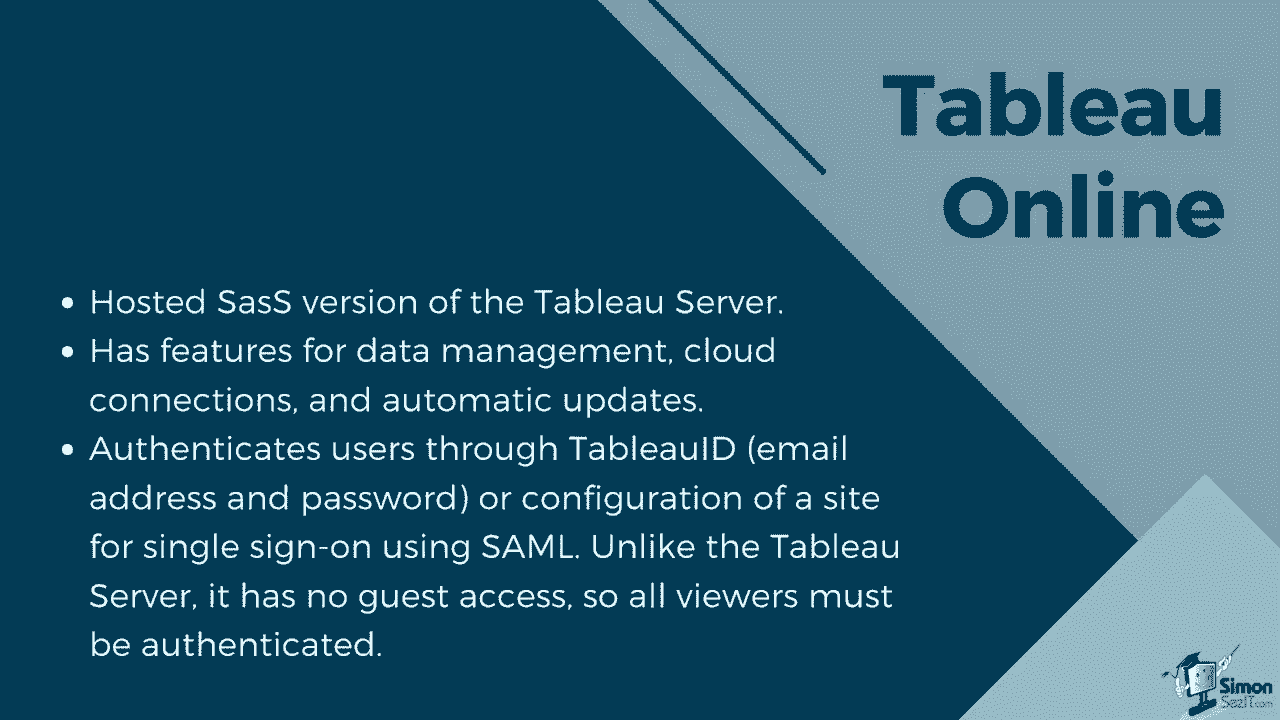 Tableau
Online
• Hosted SasS version of the Tableau Server.
• Has features for data management, cloud
connections, and automatic updates.
• Authenticates users through TableauID (email
address and password) or configuration of a site
for single sign-on using SAML. Unlike the Tableau
Server, it has no guest access, so all viewers must
be authenticated.
Simon
SezIT.com